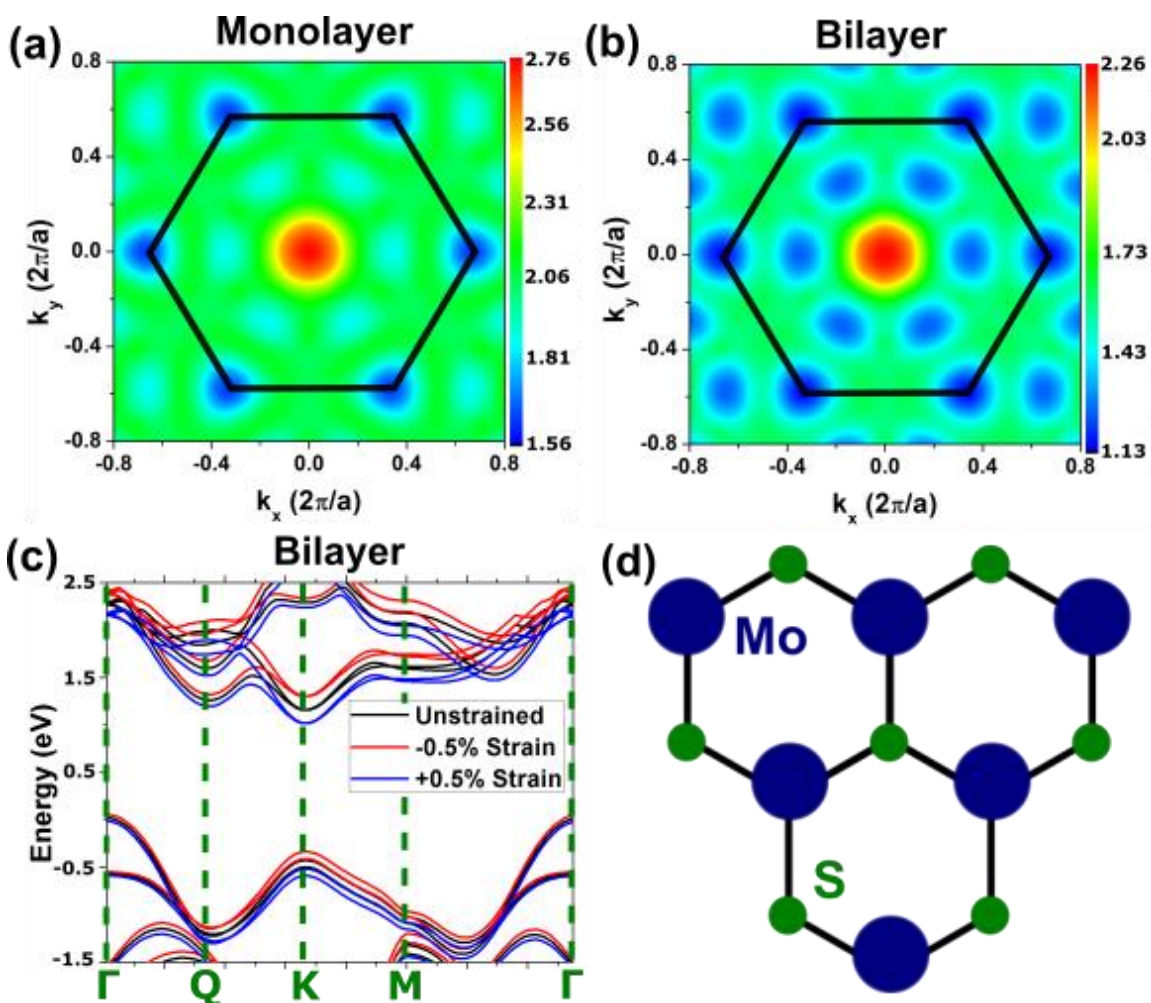 (a) Monolayer
0.8
0.4
0.0
-0.4
-0.8
k_y (2π/a)
-0.8 -0.4 0.0 0.4 0.8
k_x (2π/a)
2.76
2.56
2.31
2.06
1.81
1.56
(b) Bilayer
0.8
0.4
0.0
-0.4
-0.8
k_y (2π/a)
-0.8 -0.4 0.0 0.4 0.8
k_x (2π/a)
2.26
2.03
1.73
1.43
1.13
(c) Bilayer
2.5
1.5
0.5
-0.5
-1.5
Energy (eV)
Unstrained
-0.5% Strain
+0.5% Strain
Γ Q K M Γ
(d)
Mo
S